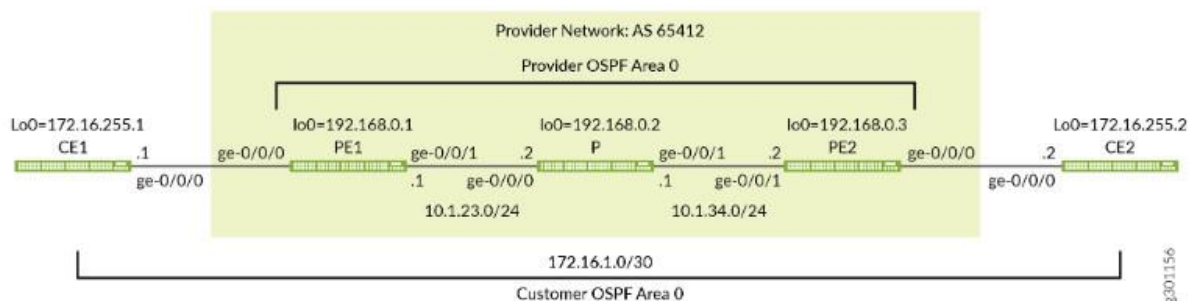 Provider Network: AS 65412
Provider OSPF Area 0
Lo0=172.16.255.1
CE1
lo0=192.168.0.1
PE1
lo0=192.168.0.2
P
lo0=192.168.0.3
PE2
Lo0=172.16.255.2
CE2
.1
ge-0/0/0
ge-0/0/0
ge-0/0/1
.1
.2
ge-0/0/0
ge-0/0/1
.1
.2
ge-0/0/1
ge-0/0/0
.2
ge-0/0/0
10.1.23.0/24
10.1.34.0/24
172.16.1.0/30
Customer OSPF Area 0
g301156